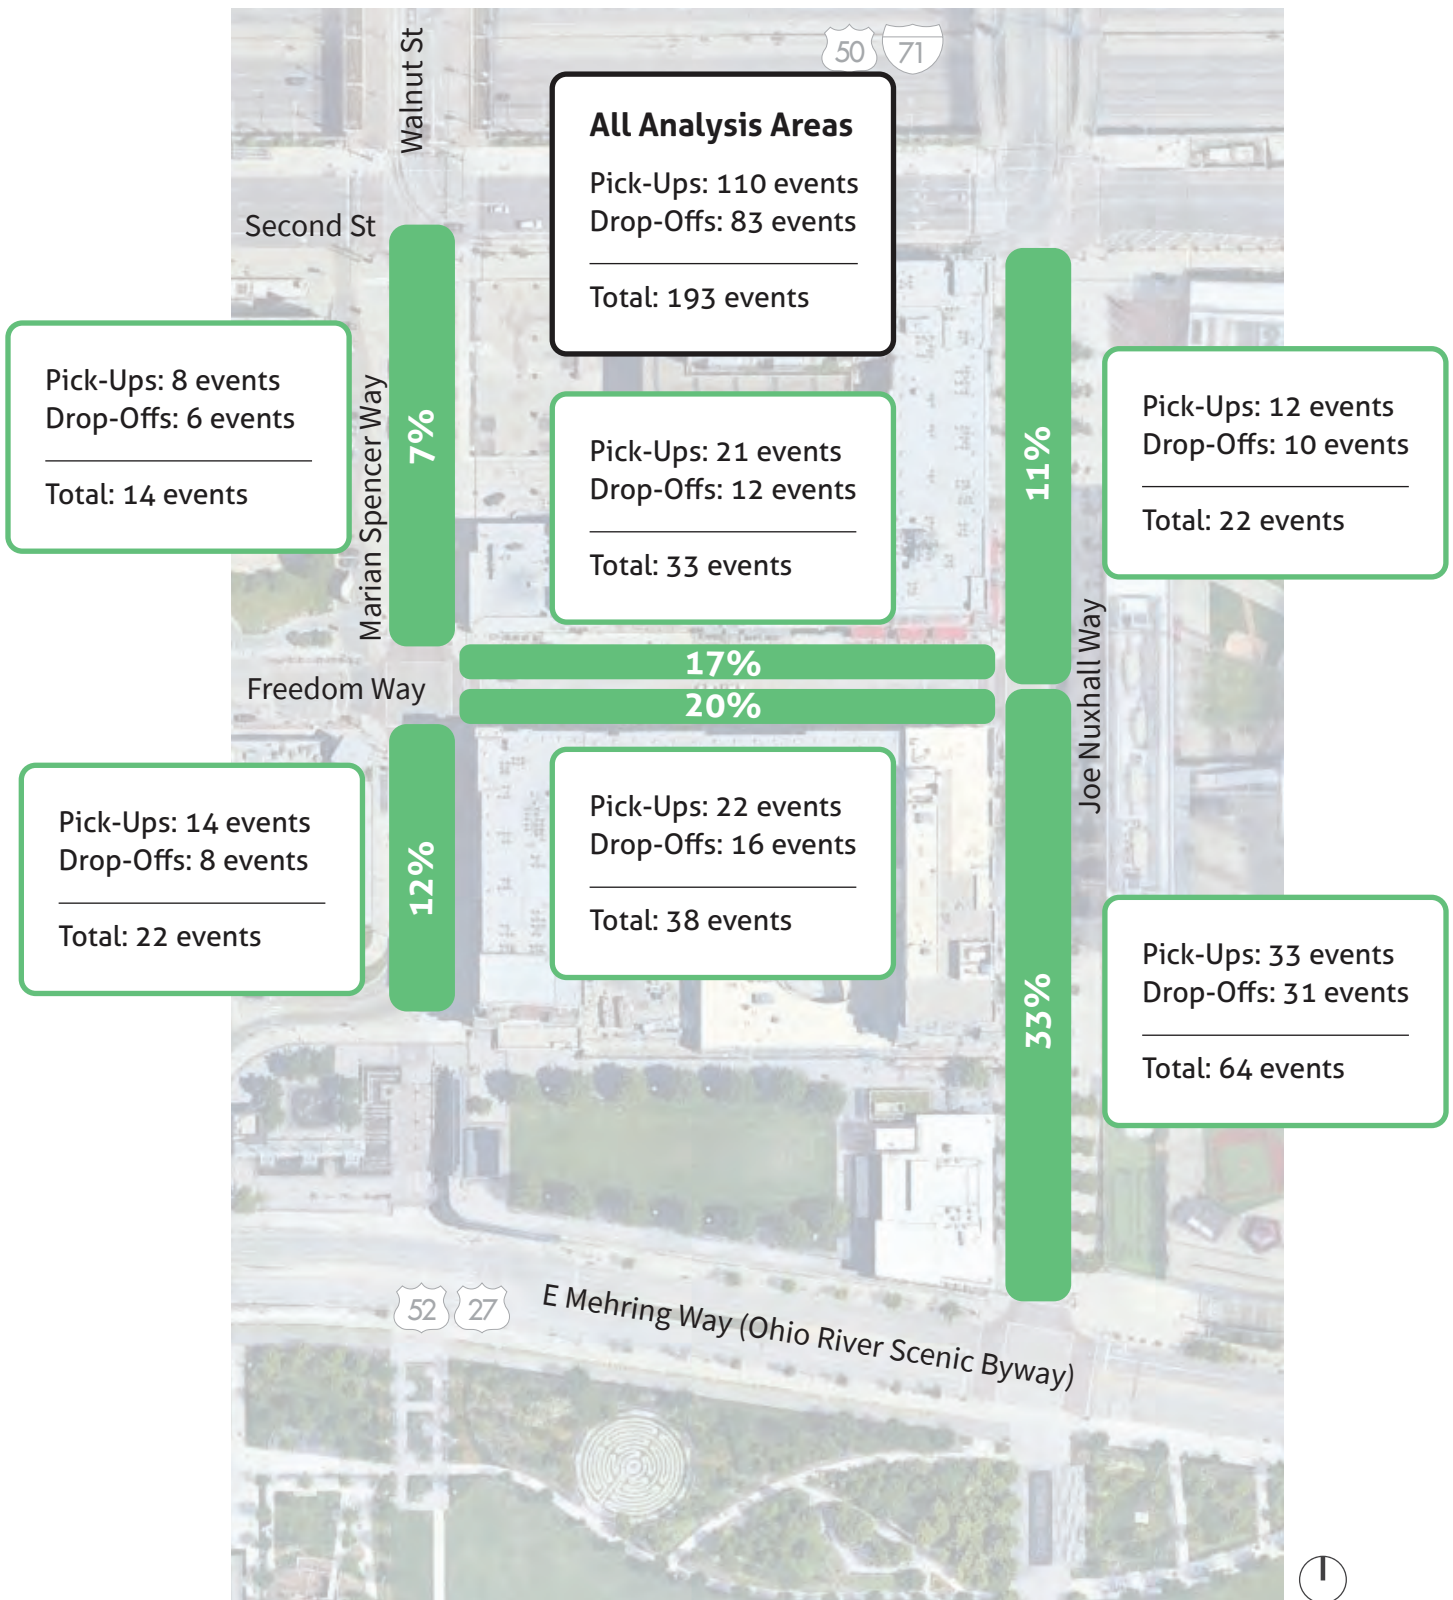 Walnut St
50
71
All Analysis Areas
Pick-Ups: 110 events
Drop-Offs: 83 events
Total: 193 events
Second St
Pick-Ups: 8 events
Drop-Offs: 6 events
Total: 14 events
Marian Spencer Way
7%
Pick-Ups: 21 events
Drop-Offs: 12 events
Total: 33 events
11%
Pick-Ups: 12 events
Drop-Offs: 10 events
Total: 22 events
17%
Freedom Way
20%
Joe Nuxhall Way
Pick-Ups: 14 events
Drop-Offs: 8 events
Total: 22 events
12%
Pick-Ups: 22 events
Drop-Offs: 16 events
Total: 38 events
33%
Pick-Ups: 33 events
Drop-Offs: 31 events
Total: 64 events
52
27
E Mehring Way (Ohio River Scenic Byway)